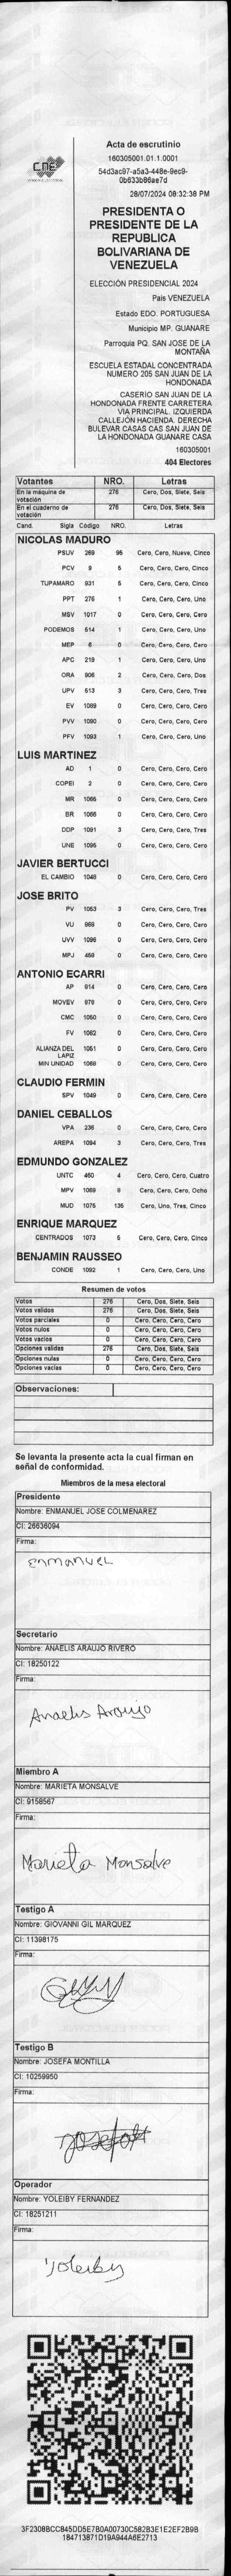 CNE
Acta de escrutinio
160305001.01.1.0001
54d3ac97-a5a3-448e-9ec9-
0b633b86ae7d
28/07/2024 08:32:38 PM
PRESIDENTA O
PRESIDENTE DE LA
REPUBLICA
BOLIVARIANA DE
VENEZUELA
ELECCIÓN PRESIDENCIAL 2024
País VENEZUELA
Estado EDO. PORTUGUESA
Municipio MP. GUANARE
Parroquia PQ. SAN JOSE DE LA
MONTAÑA
ESCUELA ESTADAL CONCENTRADA
NUMERO 205 SAN JUAN DE LA
HONDONADA
CASERIO SAN JUAN DE LA
HONDONADA FRENTE CARRETERA
VIA PRINCIPAL. IZQUIERDA
CALLEJÓN HACIENDA. DERECHA
BULEVAR CASAS CAS SAN JUAN DE
LA HONDONADA GUANARE CASA
160305001
404 Electores
Votantes NRO. Letras
En la máquina de votación 276 Cero, Dos, Siete, Seis
En el cuaderno de votación 276 Cero, Dos, Siete, Seis
Cand. Sigla Código NRO. Letras
NICOLAS MADURO
PSUV 269 95 Cero, Cero, Nueve, Cinco
PCV 9 5 Cero, Cero, Cero, Cinco
TUPAMARO 931 5 Cero, Cero, Cero, Cinco
PPT 276 1 Cero, Cero, Cero, Uno
MSV 1017 0 Cero, Cero, Cero, Cero
PODEMOS 514 1 Cero, Cero, Cero, Uno
MEP 6 0 Cero, Cero, Cero, Cero
APC 219 1 Cero, Cero, Cero, Uno
ORA 906 2 Cero, Cero, Cero, Dos
UPV 513 3 Cero, Cero, Cero, Tres
EV 1089 0 Cero, Cero, Cero, Cero
PVV 1090 0 Cero, Cero, Cero, Cero
PFV 1093 1 Cero, Cero, Cero, Uno
LUIS MARTINEZ
AD 1 0 Cero, Cero, Cero, Cero
COPEI 2 0 Cero, Cero, Cero, Cero
MR 1065 0 Cero, Cero, Cero, Cero
BR 1066 0 Cero, Cero, Cero, Cero
DDP 1091 3 Cero, Cero, Cero, Tres
UNE 1095 0 Cero, Cero, Cero, Cero
JAVIER BERTUCCI
EL CAMBIO 1048 0 Cero, Cero, Cero, Cero
JOSE BRITO
PV 1053 3 Cero, Cero, Cero, Tres
VU 969 0 Cero, Cero, Cero, Cero
UVV 1096 0 Cero, Cero, Cero, Cero
MPJ 459 0 Cero, Cero, Cero, Cero
ANTONIO ECARRI
AP 914 0 Cero, Cero, Cero, Cero
MOVEV 979 0 Cero, Cero, Cero, Cero
CMC 1050 0 Cero, Cero, Cero, Cero
FV 1062 0 Cero, Cero, Cero, Cero
ALIANZA DEL LAPIZ 1051 0 Cero, Cero, Cero, Cero
MIN UNIDAD 1068 0 Cero, Cero, Cero, Cero
CLAUDIO FERMIN
SPV 1049 0 Cero, Cero, Cero, Cero
DANIEL CEBALLOS
VPA 236 0 Cero, Cero, Cero, Cero
AREPA 1094 3 Cero, Cero, Cero, Tres
EDMUNDO GONZALEZ
UNTC 460 4 Cero, Cero, Cero, Cuatro
MPV 1069 8 Cero, Cero, Cero, Ocho
MUD 1075 135 Cero, Uno, Tres, Cinco
ENRIQUE MARQUEZ
CENTRADOS 1073 5 Cero, Cero, Cero, Cinco
BENJAMIN RAUSSEO
CONDE 1092 1 Cero, Cero, Cero, Uno
Resumen de votos
Votos 276 Cero, Dos, Siete, Seis
Votos validos 276 Cero, Dos, Siete, Seis
Votos parciales 0 Cero, Cero, Cero, Cero
Votos nulos 0 Cero, Cero, Cero, Cero
Votos vacios 0 Cero, Cero, Cero, Cero
Opciones validas 276 Cero, Dos, Siete, Seis
Opciones nulas 0 Cero, Cero, Cero, Cero
Opciones vacias 0 Cero, Cero, Cero, Cero
Observaciones:
Se levanta la presente acta la cual firman en
señal de conformidad.
Miembros de la mesa electoral
Presidente
Nombre: ENMANUEL JOSE COLMENAREZ
CI: 26636094
Firma:
Enmanuel
Secretario
Nombre: ANAELIS ARAUJO RIVERO
CI: 18250122
Firma:
Anaelis Araujo
Miembro A
Nombre: MARIETA MONSALVE
CI: 9158567
Firma:
Marieta Monsalve
Testigo A
Nombre: GIOVANNI GIL MARQUEZ
CI: 11398175
Firma:
Testigo B
Nombre: JOSEFA MONTILLA
CI: 10259950
Firma:
Operador
Nombre: YOLEIBY FERNANDEZ
CI: 18251211
Firma:
Yoleiby
3F2308BCC845DD5E7B0A00730C582B3E1E2EF2B9B
184713871D19A944A6E2713